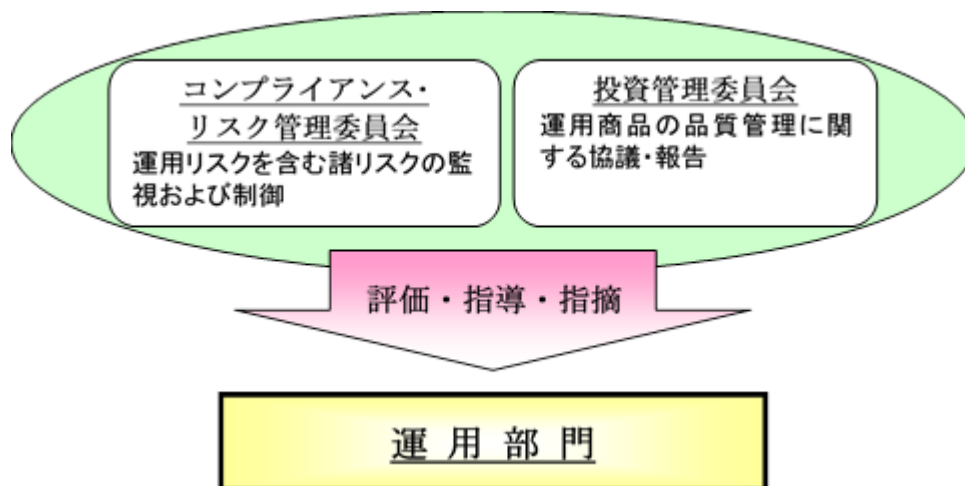 コンプライアンス・
リスク管理委員会
運用リスクを含む諸リスクの監
視および制御
投資管理委員会
運用商品の品質管理に関
する協議・報告
評価・指導・指摘
運用部門